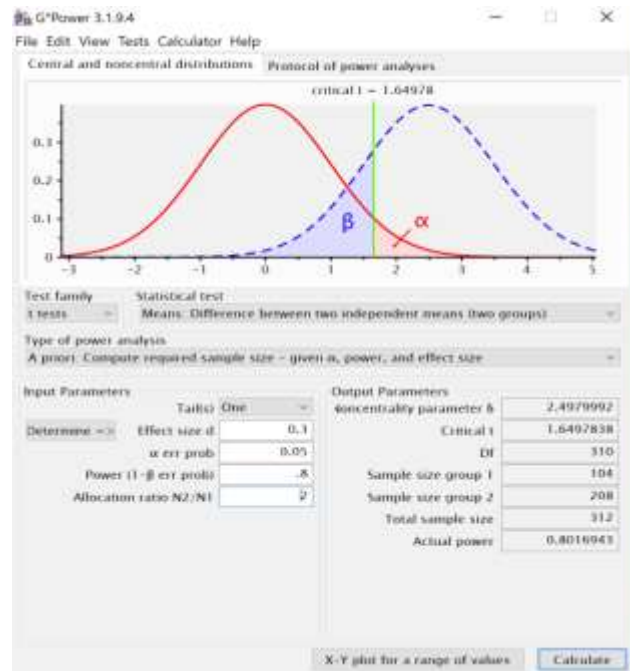 G*Power 3.1.9.4
File Edit View Tests Calculator Help
Central and noncentral distributions Protocol of power analyses
critical t = 1.64978
0.3
0.2
0.1
0
β
α
-3 -2 -1 0 1 2 3 4 5
Test family Statistical test
t tests Means: Difference between two independent means (two groups)
Type of power analysis
A priori: Compute required sample size - given α, power, and effect size
Input Parameters Output Parameters
Tail(s) One Noncentrality parameter δ 2.4979992
Determine => Effect size d 0.3 Critical t 1.6497838
α err prob 0.05 Df 310
Power (1-β err prob) .8 Sample size group 1 104
Allocation ratio N2/N1 2 Sample size group 2 208
Total sample size 312
Actual power 0.8016943
X-Y plot for a range of values Calculate